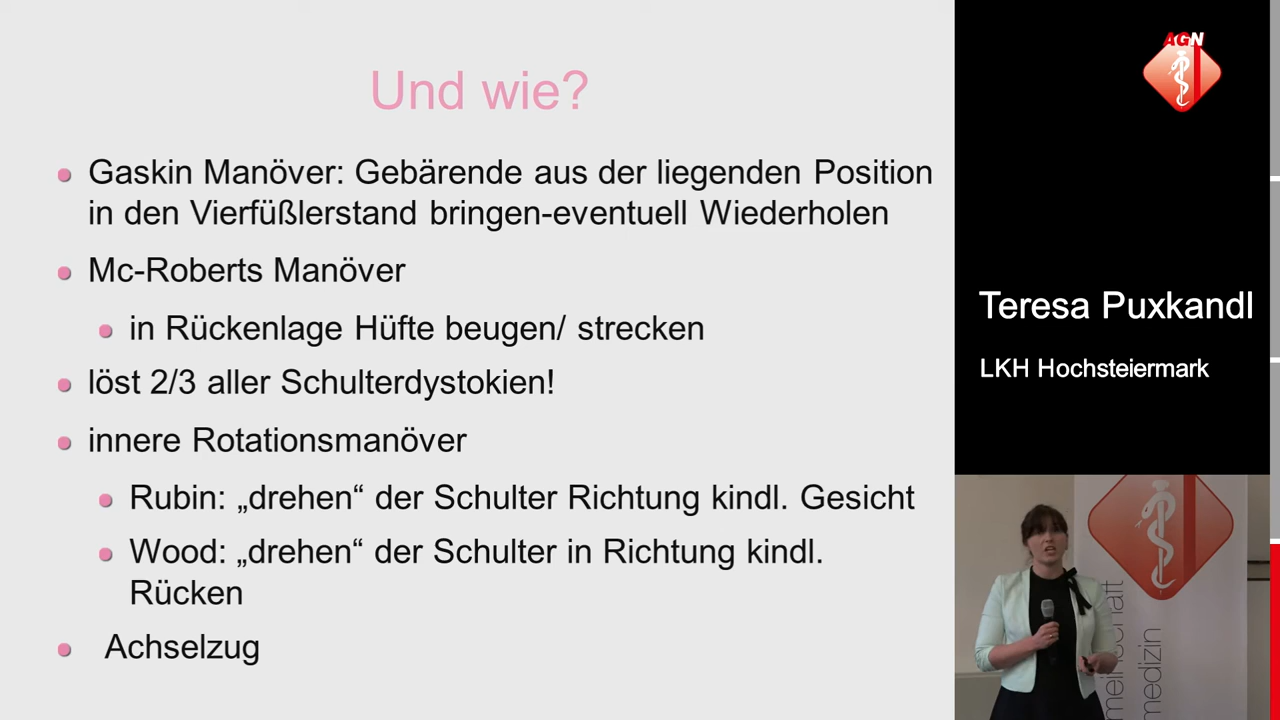 Und wie?
Gaskin Manöver: Gebärende aus der liegenden Position
in den Vierfüßlerstand bringen-eventuell Wiederholen
Mc-Roberts Manöver
in Rückenlage Hüfte beugen/ strecken
löst 2/3 aller Schulterdystokien!
innere Rotationsmanöver
Rubin: „drehen“ der Schulter Richtung kindl. Gesicht
Wood: „drehen“ der Schulter in Richtung kindl.
Rücken
Achselzug
AGN
Teresa Puxkandl
LKH Hochsteiermark
medizin